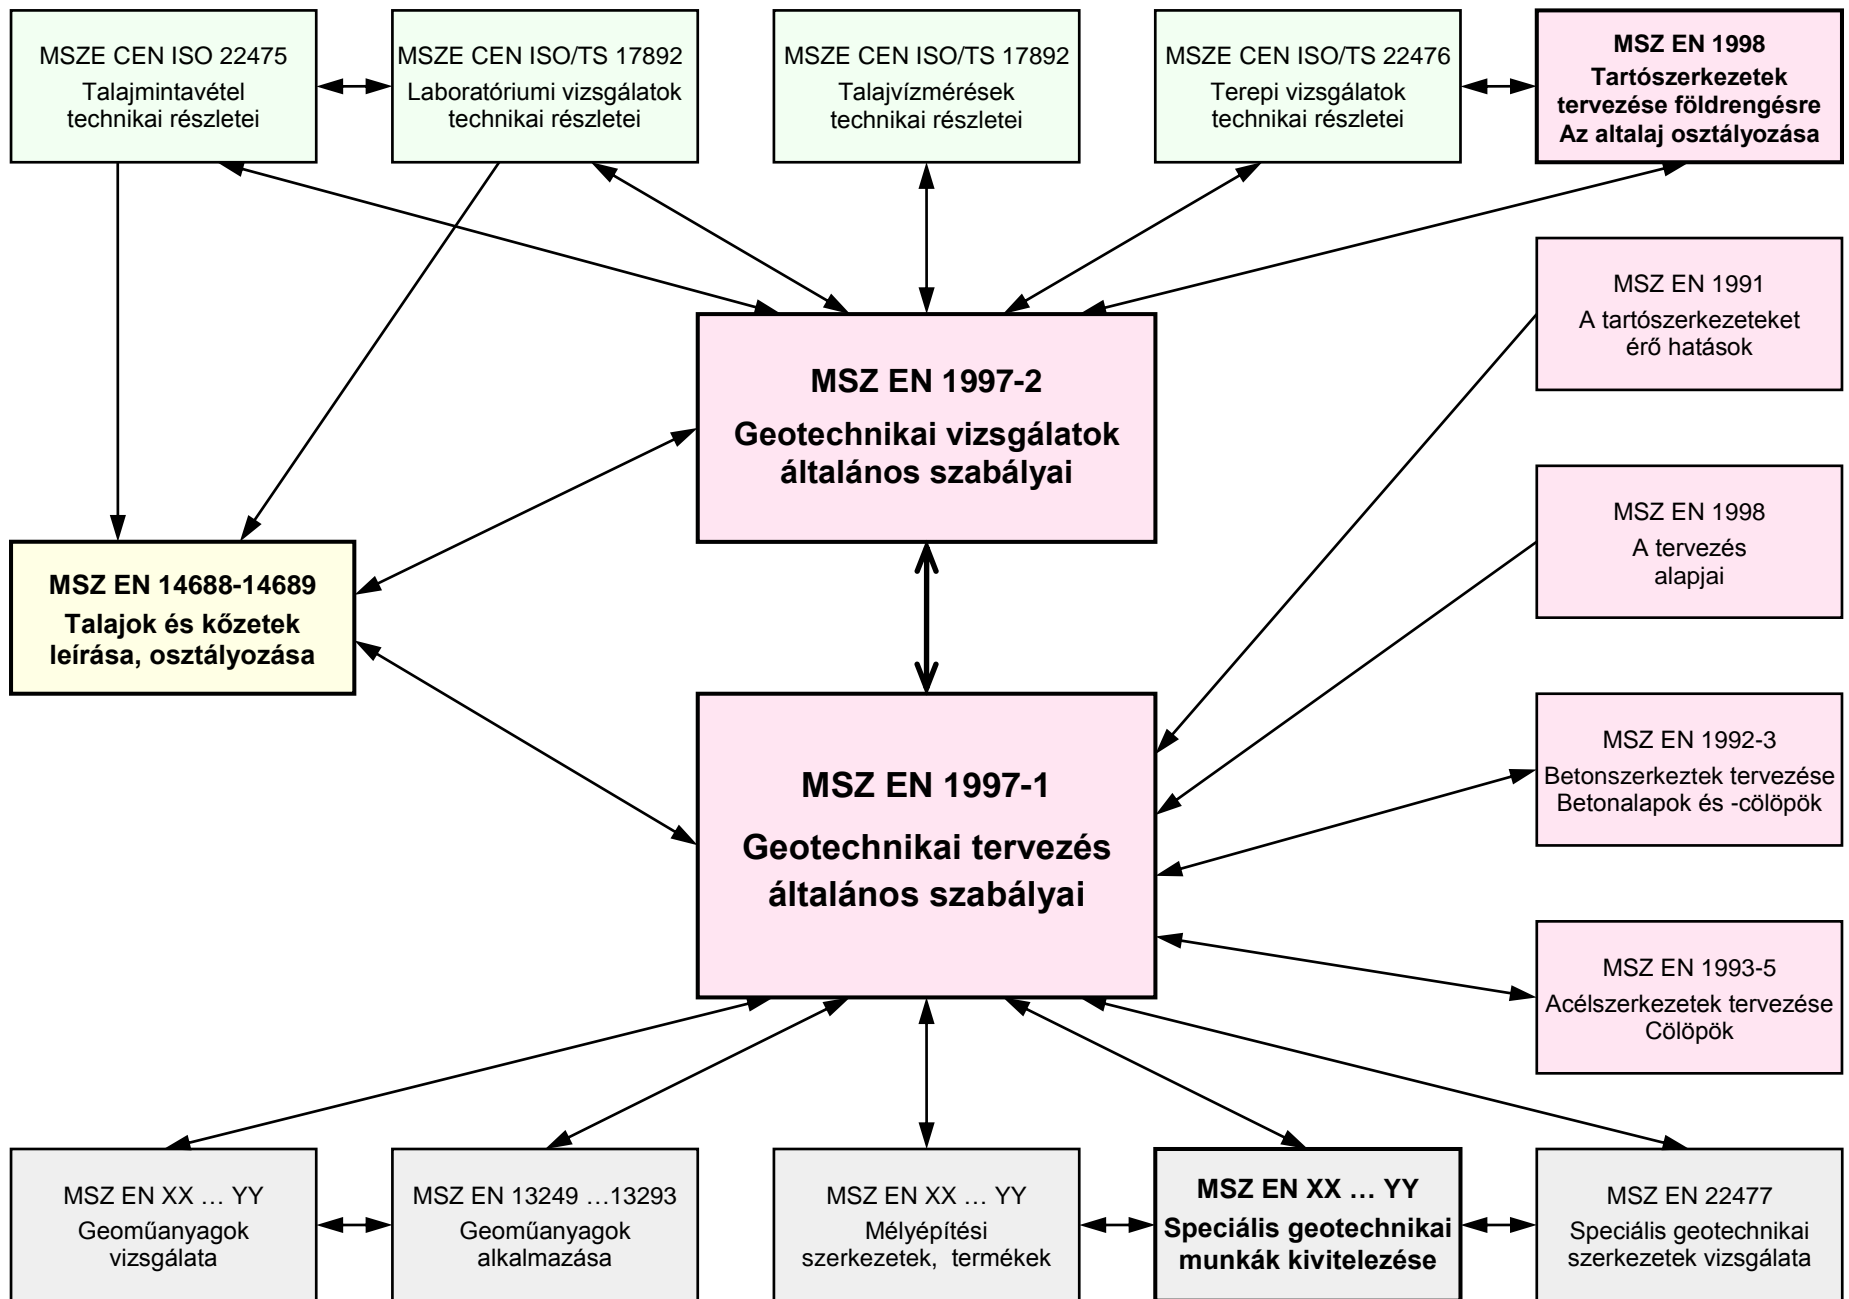 MSZE CEN ISO 22475
Talajmintavétel
technikai részletei
MSZE CEN ISO/TS 17892
Laboratóriumi vizsgálatok
technikai részletei
MSZE CEN ISO/TS 17892
Talajvízmérések
technikai részletei
MSZE CEN ISO/TS 22476
Terepi vizsgálatok
technikai részletei
MSZ EN 1998
Tartószerkezetek
tervezése földrengésre
Az altalaj osztályozása
MSZ EN 1991
A tartószerkezeteket
érő hatások
MSZ EN 1997-2
Geotechnikai vizsgálatok
általános szabályai
MSZ EN 1998
A tervezés
alapjai
MSZ EN 14688-14689
Talajok és kőzetek
leírása, osztályozása
MSZ EN 1997-1
Geotechnikai tervezés
általános szabályai
MSZ EN 1992-3
Betonszerkeztek tervezése
Betonalapok és -cölöpök
MSZ EN 1993-5
Acélszerkezetek tervezése
Cölöpök
MSZ EN XX … YY
Geoműanyagok
vizsgálata
MSZ EN 13249 …13293
Geoműanyagok
alkalmazása
MSZ EN XX … YY
Mélyépítési
szerkezetek, termékek
MSZ EN XX … YY
Speciális geotechnikai
munkák kivitelezése
MSZ EN 22477
Speciális geotechnikai
szerkezetek vizsgálata